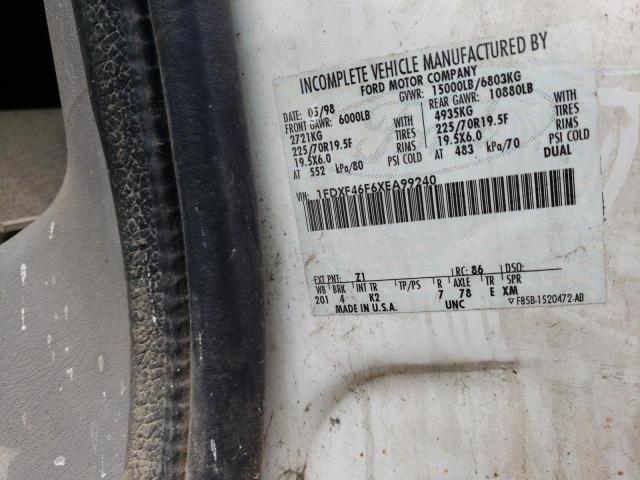 INCOMPLETE VEHICLE MANUFACTURED BY
FORD MOTOR COMPANY
DATE: 05/98 GVWR: 15000LB/6803KG
FRONT GAWR: 6000LB REAR GAWR: 10880LB
2721KG WITH 4935KG WITH
225/70R19.5F TIRES 225/70R19.5F TIRES
19.5X6.0 RIMS 19.5X6.0 RIMS
AT 552 kPa/80 PSI COLD AT 483 kPa/70 PSI COLD
DUAL
VIN: 1FDXF46F6XEA99240
EXT PNT: Z1 RC: 86 DSO:
WB BRK INT TR TP/PS R AXLE TR SPR
201 4 K2 7 78 E XM
MADE IN U.S.A. UNC F85B-1520472-AB